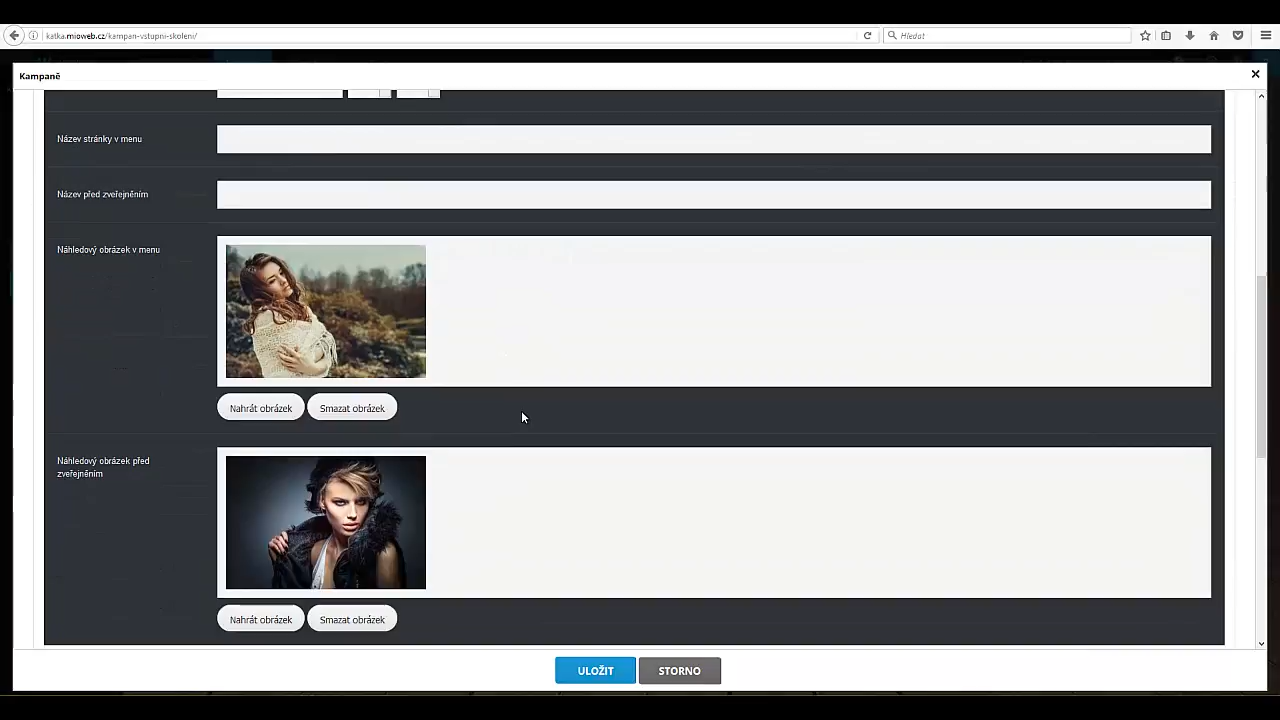 katka.mioweb.cz/kampan-vstupni-skoleni/
Hledat
Kampaně
Název stránky v menu
Název před zveřejněním
Náhledový obrázek v menu
Nahrát obrázek
Smazat obrázek
Náhledový obrázek před
zveřejněním
Nahrát obrázek
Smazat obrázek
ULOŽIT
STORNO